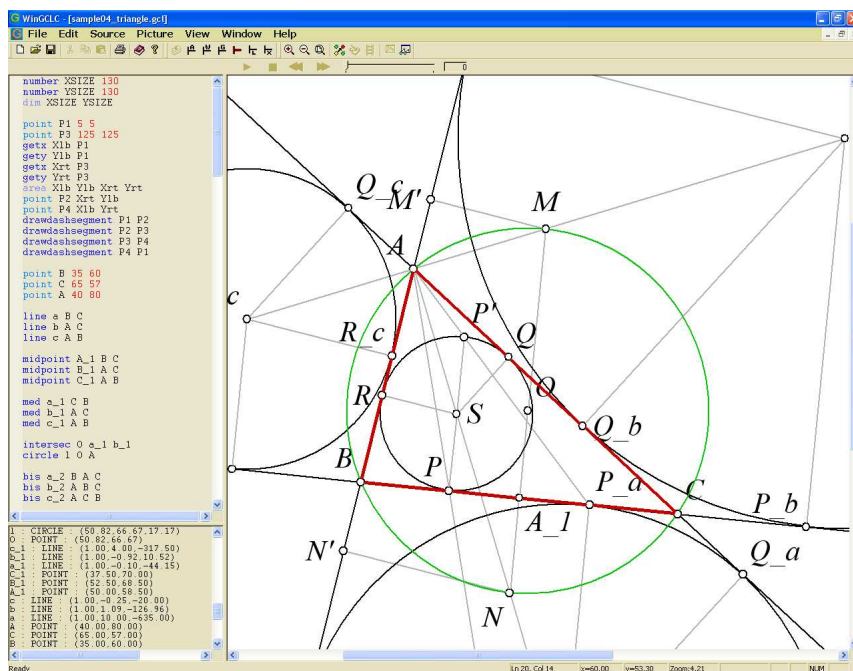 WinGCLC - [sample04_triangle.gcl]
File Edit Source Picture View Window Help
0
number XSIZE 130
number YSIZE 130
dim XSIZE YSIZE
point P1 5 5
point P3 125 125
getx Xlb P1
gety Ylb P1
getx Xrt P3
gety Yrt P3
area Xlb Ylb Xrt Yrt
point P2 Xrt Ylb
point P4 Xlb Yrt
drawdashsegment P1 P2
drawdashsegment P2 P3
drawdashsegment P3 P4
drawdashsegment P4 P1
point B 35 60
point C 65 57
point A 40 80
line a B C
line b A C
line c A B
midpoint A_1 B C
midpoint B_1 A C
midpoint C_1 A B
med a_1 C B
med b_1 A C
med c_1 A B
intersec O a_1 b_1
circle l O A
bis a_2 B A C
bis b_2 A B C
bis c_2 A C B
l : CIRCLE : (50.82,66.67,17.17)
O : POINT : (50.82,66.67)
c_1 : LINE : (1.00,4.00,-317.50)
b_1 : LINE : (1.00,-0.92,10.52)
a_1 : LINE : (1.00,-0.10,-44.15)
C_1 : POINT : (37.50,70.00)
B_1 : POINT : (52.50,68.50)
A_1 : POINT : (50.00,58.50)
c : LINE : (1.00,-0.25,-20.00)
b : LINE : (1.00,1.09,-126.96)
a : LINE : (1.00,10.00,-635.00)
A : POINT : (40.00,80.00)
C : POINT : (65.00,57.00)
B : POINT : (35.00,60.00)
Q_c
M'
M
A
c
R_c
P'
Q
R
S
O
Q_b
B
P
P_a
C
A_1
P_b
N'
Q_a
N
Ready
Ln 20, Col 14
x=60.00
y=53.30
Zoom:4.21
NUM